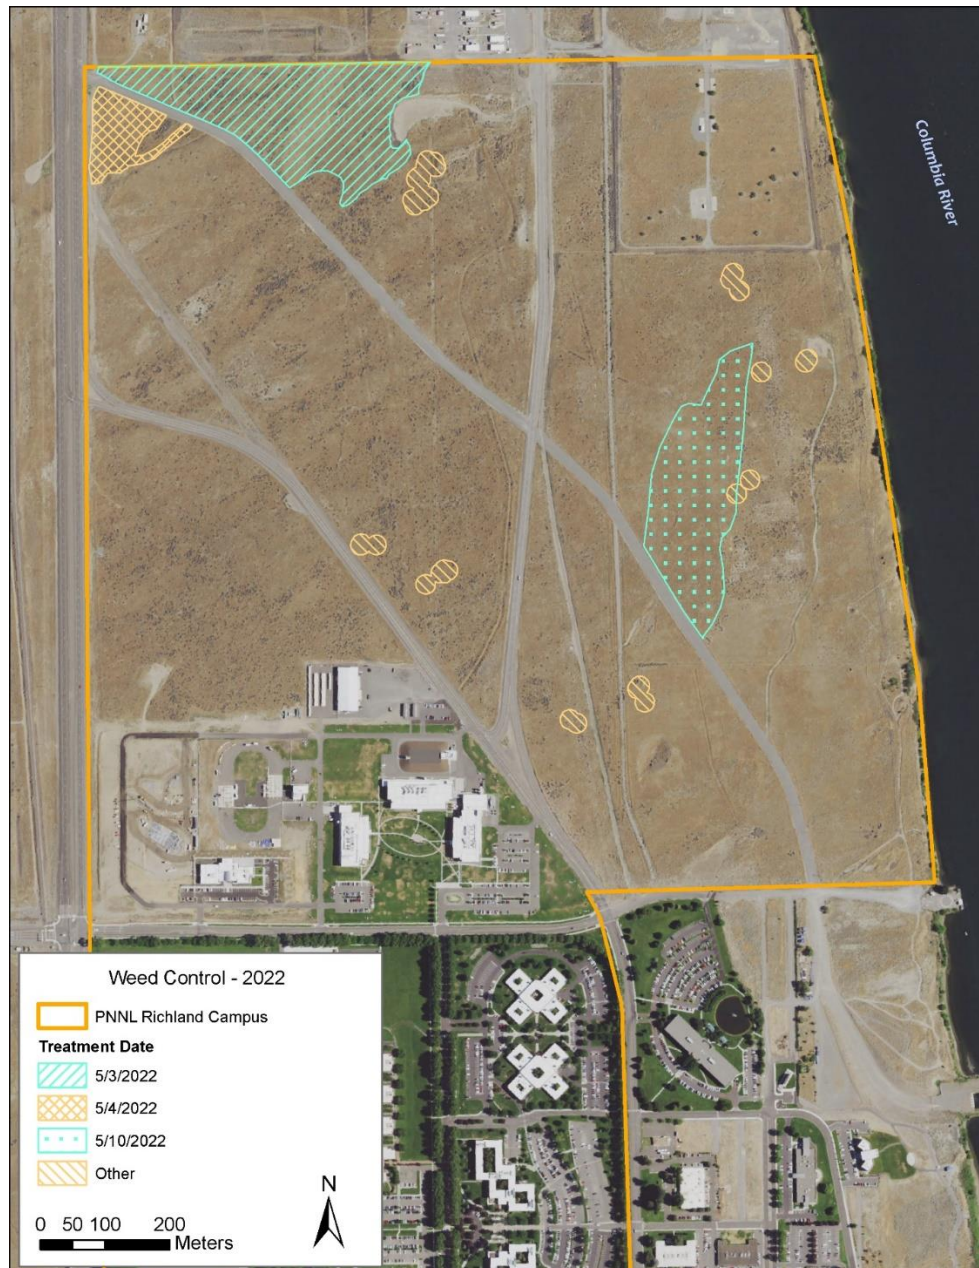 Columbia River
Weed Control - 2022
PNNL Richland Campus
Treatment Date
5/3/2022
5/4/2022
5/10/2022
Other
N
0 50 100 200
Meters